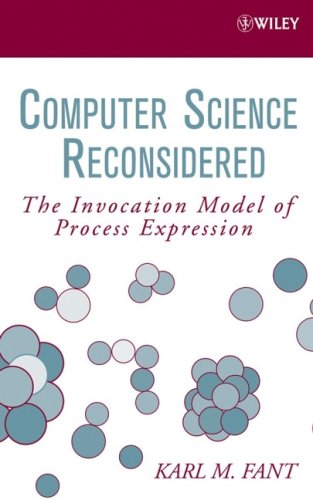 WILEY
COMPUTER SCIENCE
RECONSIDERED
The Invocation Model of
Process Expression
KARL M. FANT